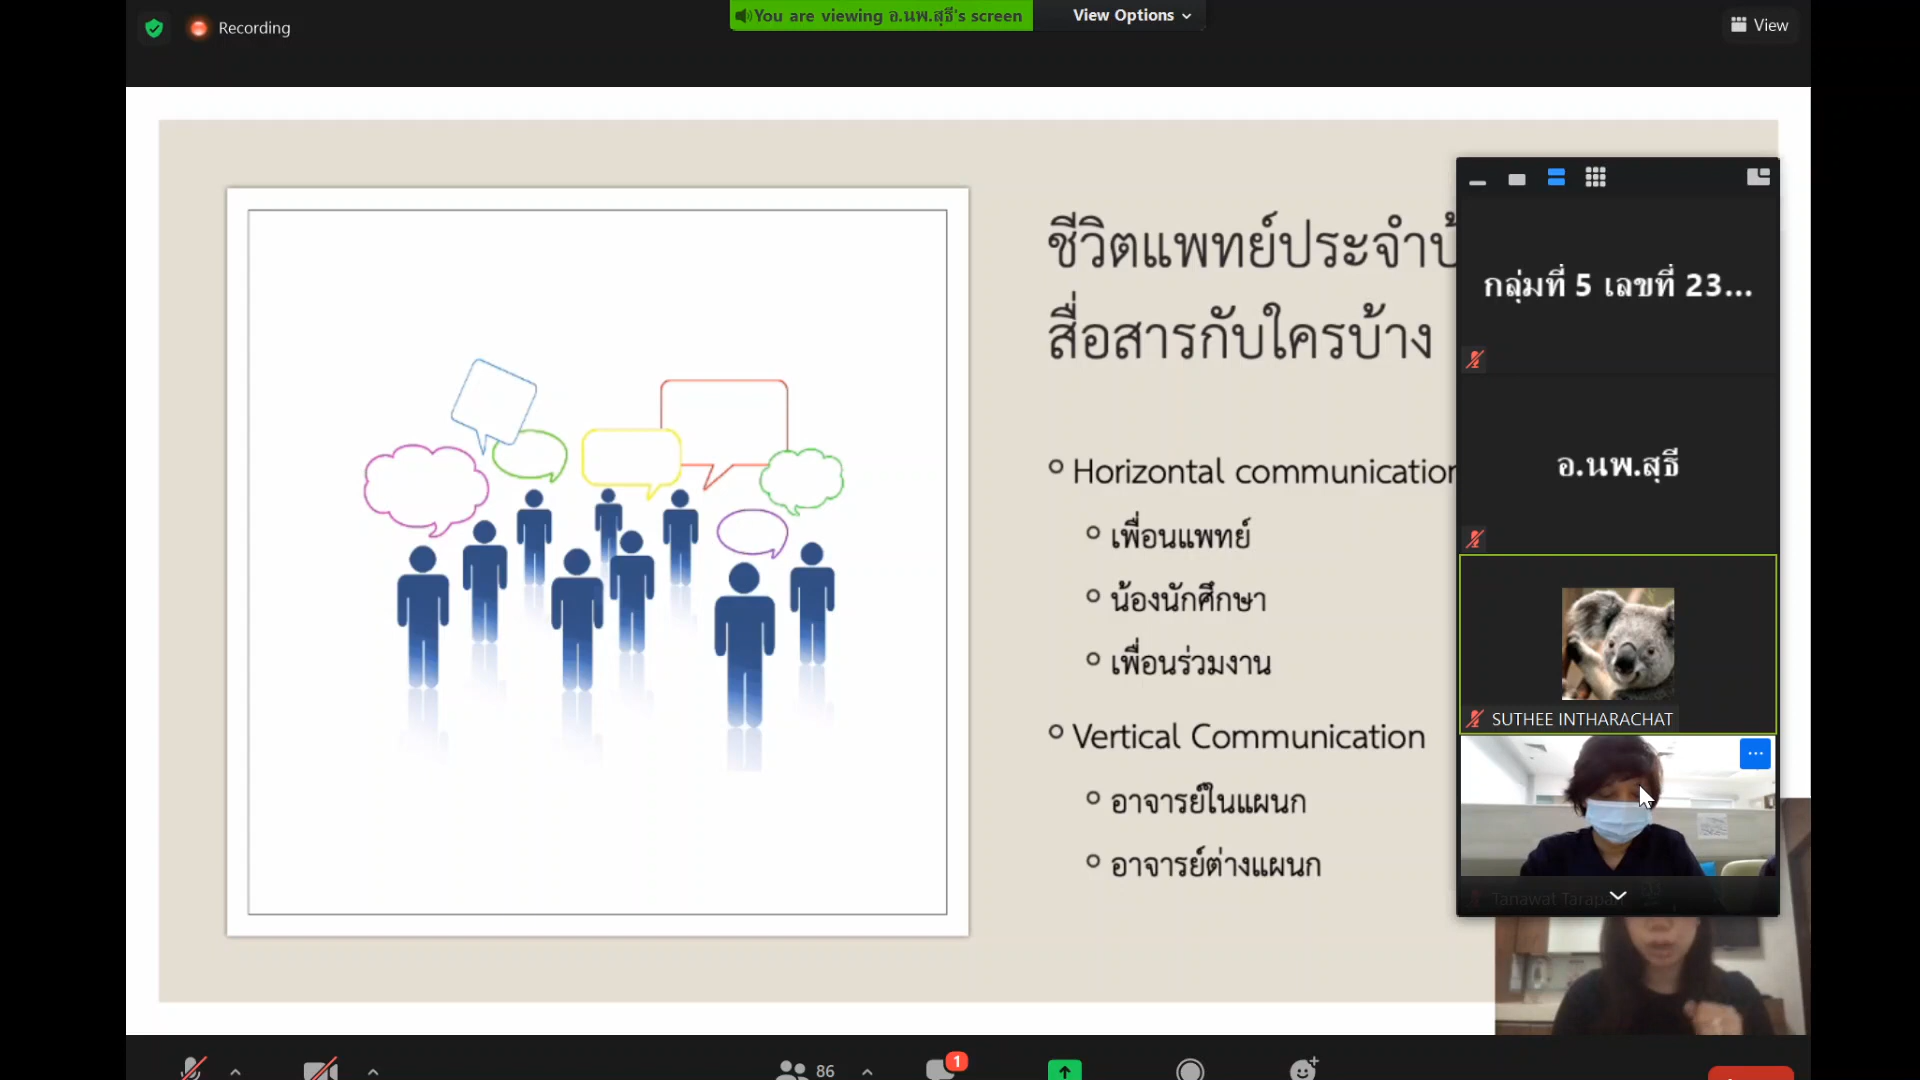 Recording
You are viewing อ.นพ.สุธี's screen
View Options
View
ชีวิตแพทย์ประจำบ้
สื่อสารกับใครบ้าง
Horizontal communication
เพื่อนแพทย์
น้องนักศึกษา
เพื่อนร่วมงาน
Vertical Communication
อาจารย์ในแผนก
อาจารย์ต่างแผนก
กลุ่มที่ 5 เลขที่ 23...
อ.นพ.สุธี
SUTHEE INTHARACHAT
Tanawat
86
1